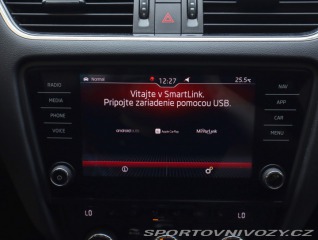 RADIO
MEDIA
PHONE
VOICE
Normal
12:27
25.5
Vitajte v SmartLink.
Pripojte zariadenie pomocou USB.
android auto
Apple CarPlay
MirrorLink
NAV
APP
CAR
MENU
LO
LO
SPORTOVNIVOZY.CZ